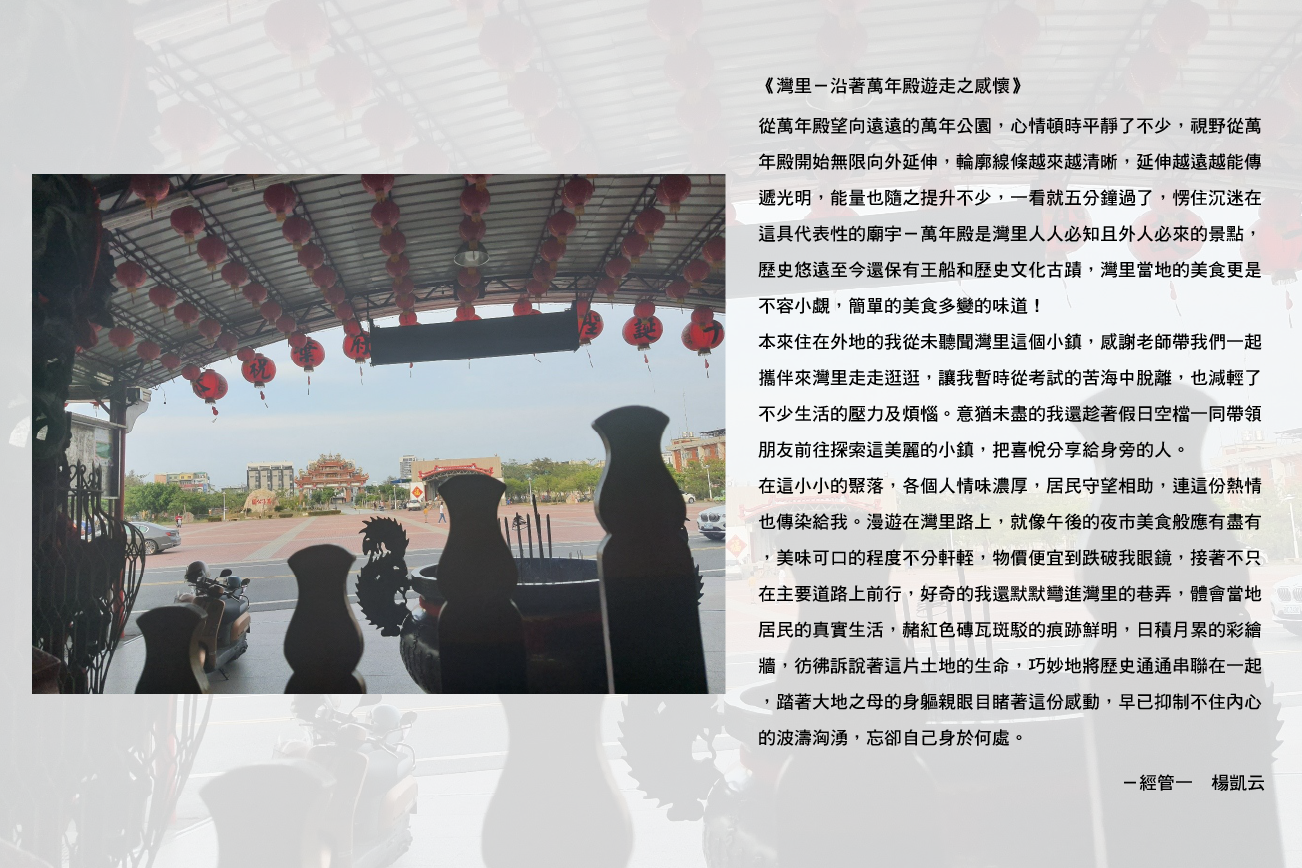 《灣里－沿著萬年殿遊走之感懷》
從萬年殿望向遠遠的萬年公園，心情頓時平靜了不少，視野從萬
年殿開始無限向外延伸，輪廓線條越來越清晰，延伸越遠越能傳
遞光明，能量也隨之提升不少，一看就五分鐘過了，愣住沉迷在
這具代表性的廟宇－萬年殿是灣里人人必知且外人必來的景點，
歷史悠遠至今還保有王船和歷史文化古蹟，灣里當地的美食更是
不容小覷，簡單的美食多變的味道！
本來住在外地的我從未聽聞灣里這個小鎮，感謝老師帶我們一起
攜伴來灣里走走逛逛，讓我暫時從考試的苦海中脫離，也減輕了
不少生活的壓力及煩惱。意猶未盡的我還趁著假日空檔一同帶領
朋友前往探索這美麗的小鎮，把喜悅分享給身旁的人。
在這小小的聚落，各個人情味濃厚，居民守望相助，連這份熱情
也傳染給我。漫遊在灣里路上，就像午後的夜市美食般應有盡有
，美味可口的程度不分軒輊，物價便宜到跌破我眼鏡，接著不只
在主要道路上前行，好奇的我還默默彎進灣里的巷弄，體會當地
居民的真實生活，赭紅色磚瓦斑駁的痕跡鮮明，日積月累的彩繪
牆，彷彿訴說著這片土地的生命，巧妙地將歷史通通串聯在一起
，踏著大地之母的身軀親眼目睹著這份感動，早已抑制不住內心
的波濤洶湧，忘卻自己身於何處。
－經管一　楊凱云
祝
府
座
誕